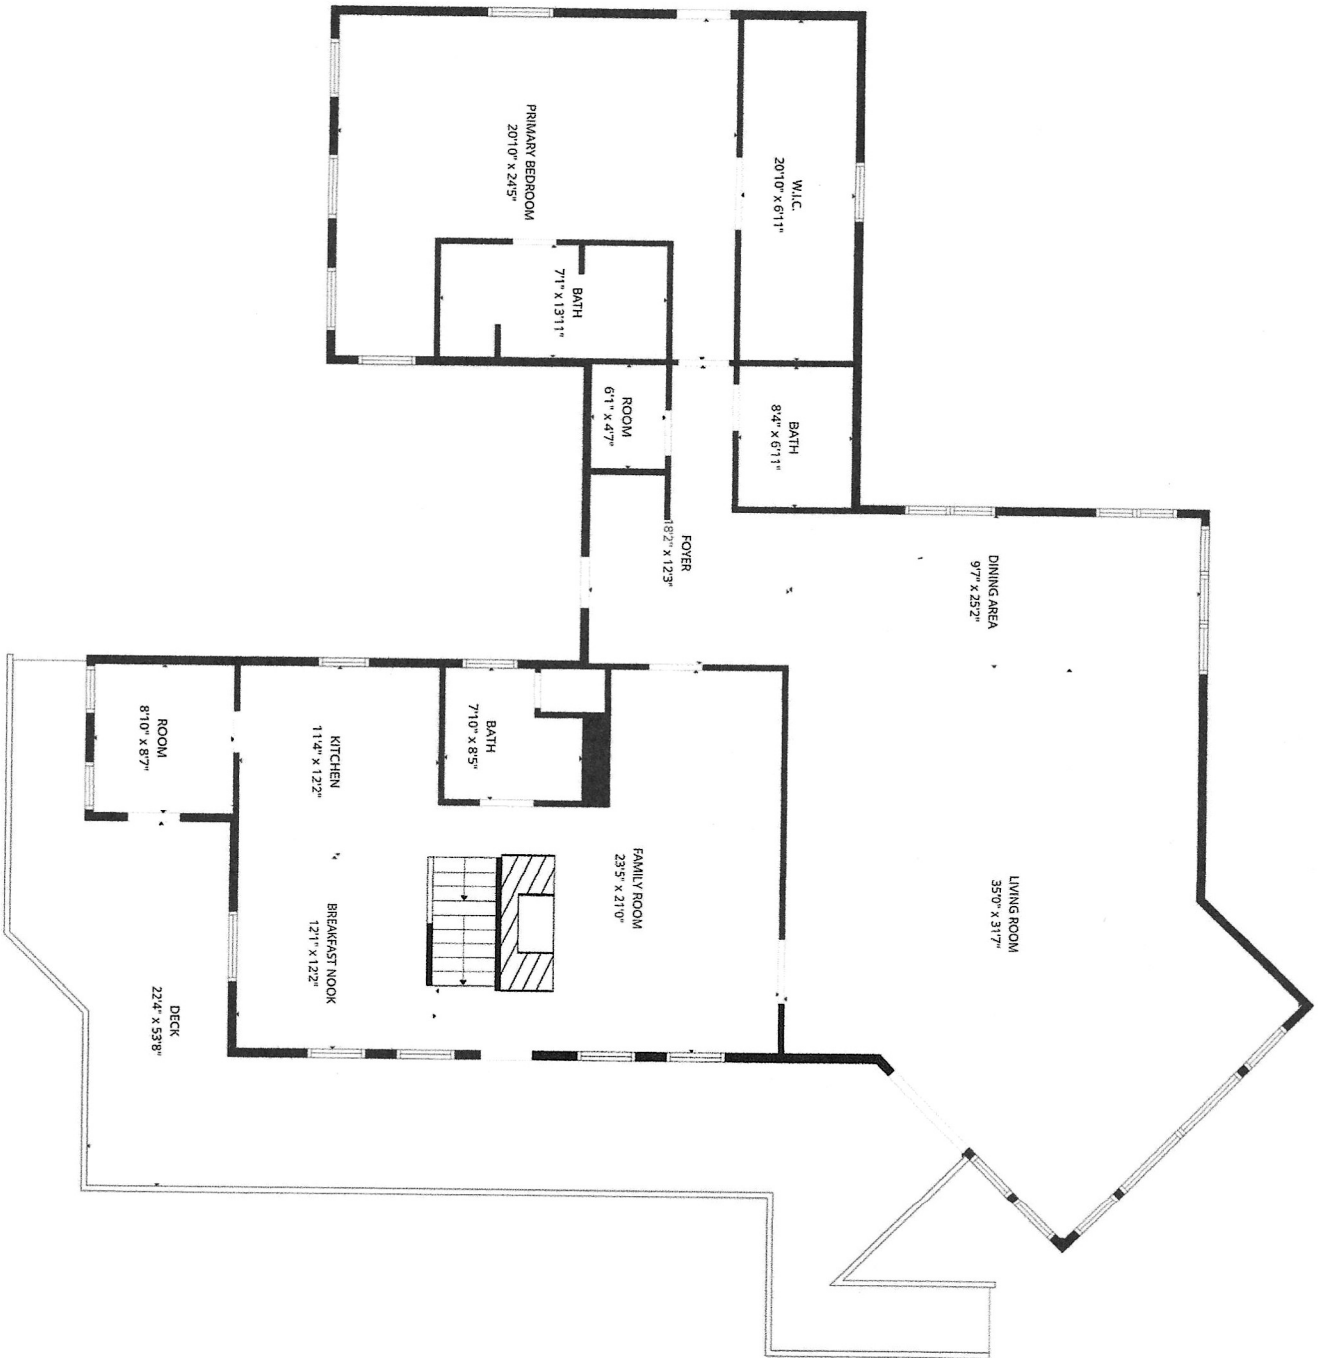 PRIMARY BEDROOM
20'10" x 24'5"
W.I.C.
20'10" x 6'11"
BATH
7'1" x 13'11"
ROOM
6'1" x 4'7"
BATH
8'4" x 6'11"
FOYER
18'2" x 12'3"
DINING AREA
9'7" x 25'2"
LIVING ROOM
35'0" x 31'7"
FAMILY ROOM
23'5" x 21'0"
BATH
7'10" x 8'5"
KITCHEN
11'4" x 12'2"
BREAKFAST NOOK
12'1" x 12'2"
ROOM
8'10" x 8'7"
DECK
22'4" x 53'8"